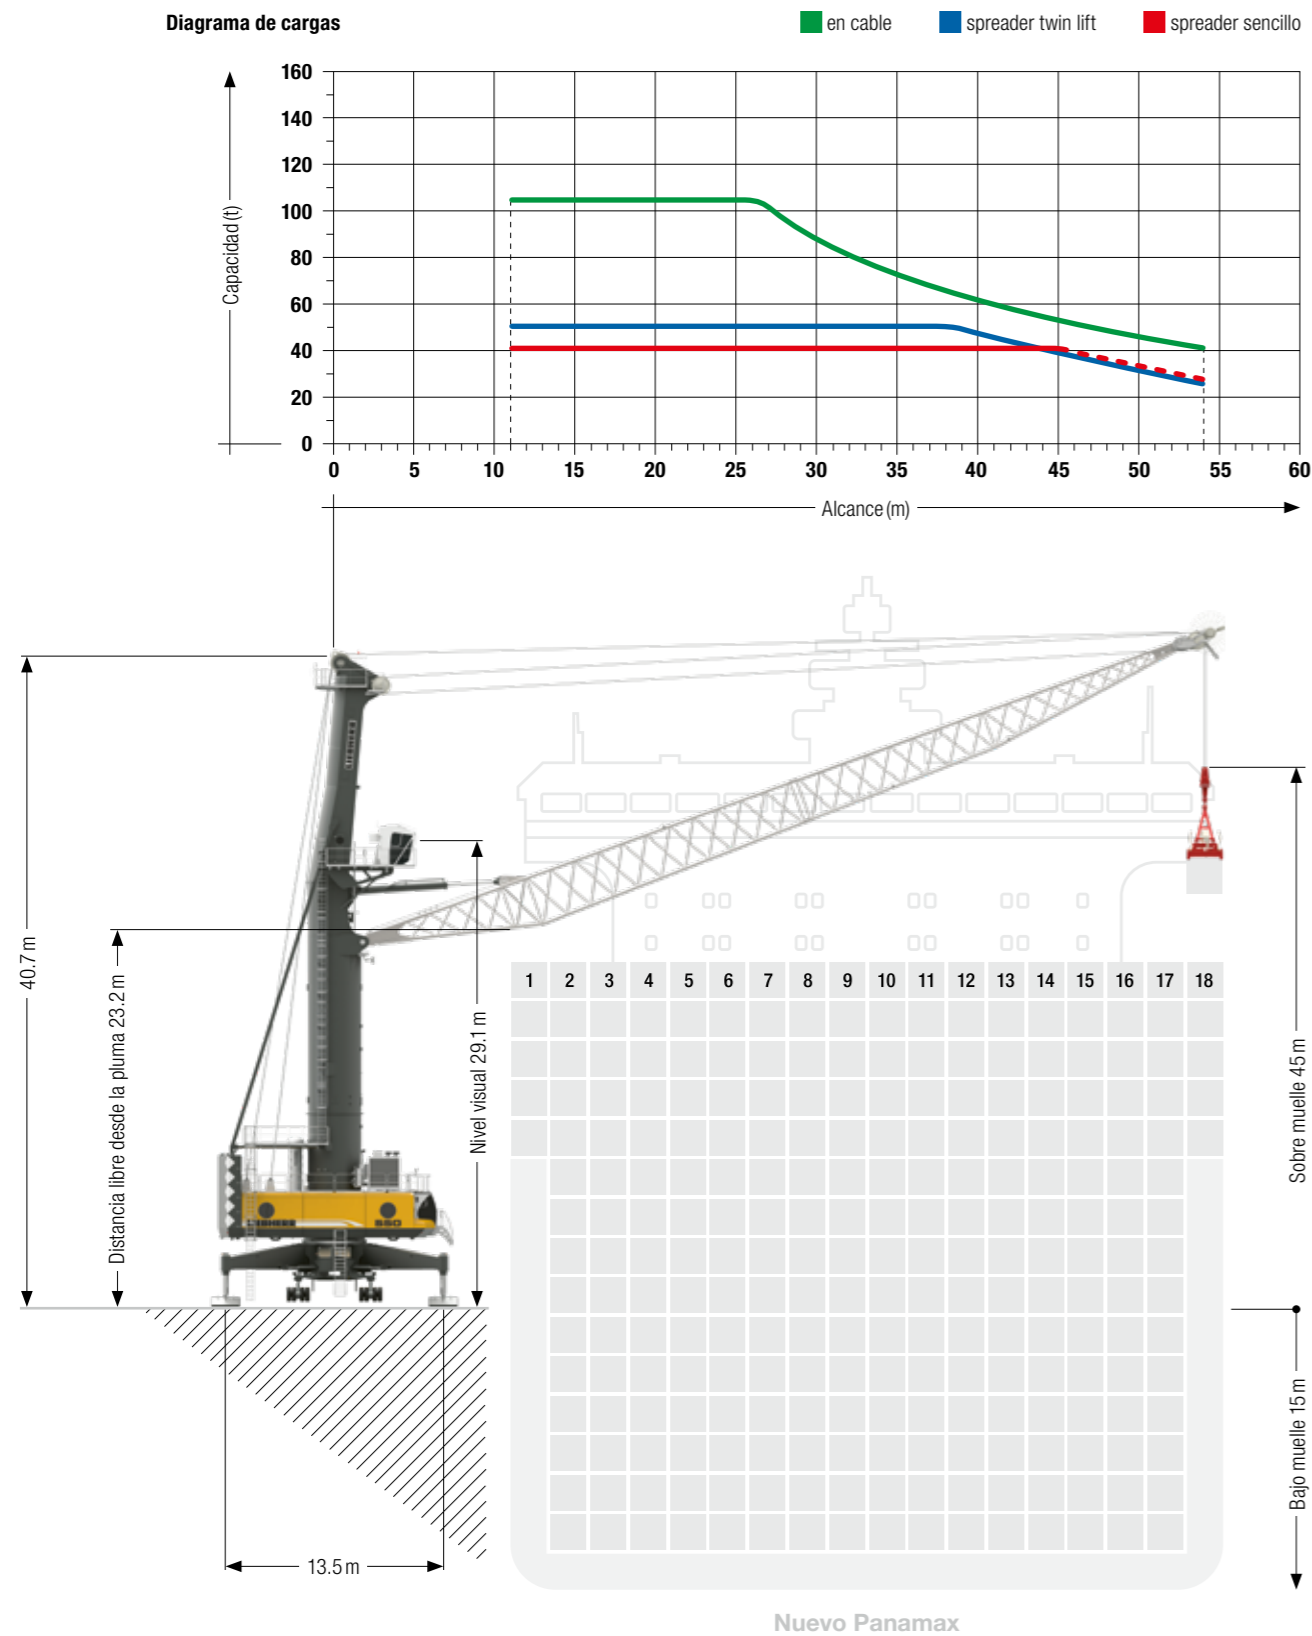 Diagrama de cargas
en cable
spreader twin lift
spreader sencillo
160
140
120
100
80
60
40
20
0
Capacidad (t)
0 5 10 15 20 25 30 35 40 45 50 55 60
Alcance (m)
40.7 m
Distancia libre desde la pluma 23.2 m
Nivel visual 29.1 m
Sobre muelle 45 m
Bajo muelle 15 m
LIEBHERR
LIEBHERR 550
1 2 3 4 5 6 7 8 9 10 11 12 13 14 15 16 17 18
13.5 m
Nuevo Panamax